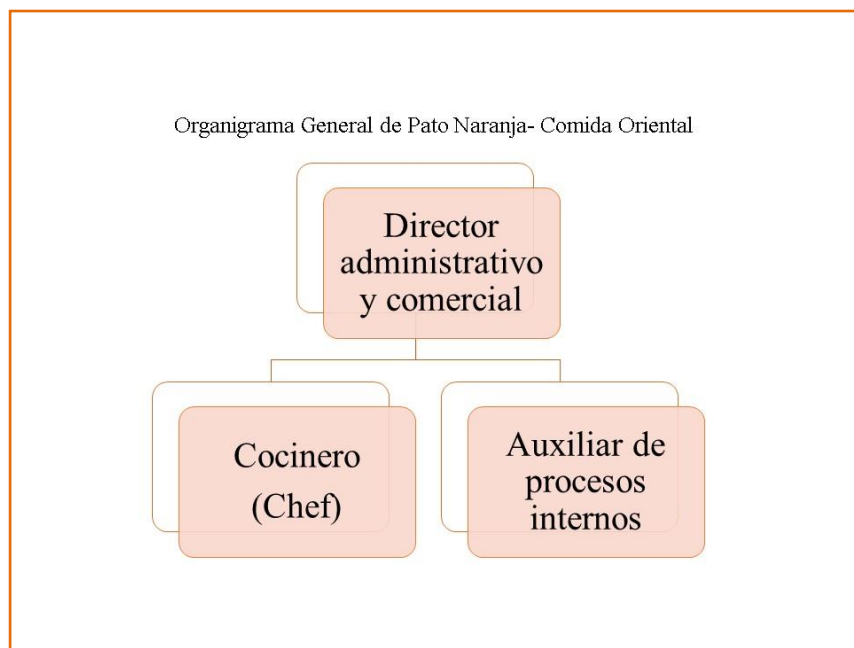 Organigrama General de Pato Naranja- Comida Oriental
Director
administrativo
y comercial
Cocinero
(Chef)
Auxiliar de
procesos
internos